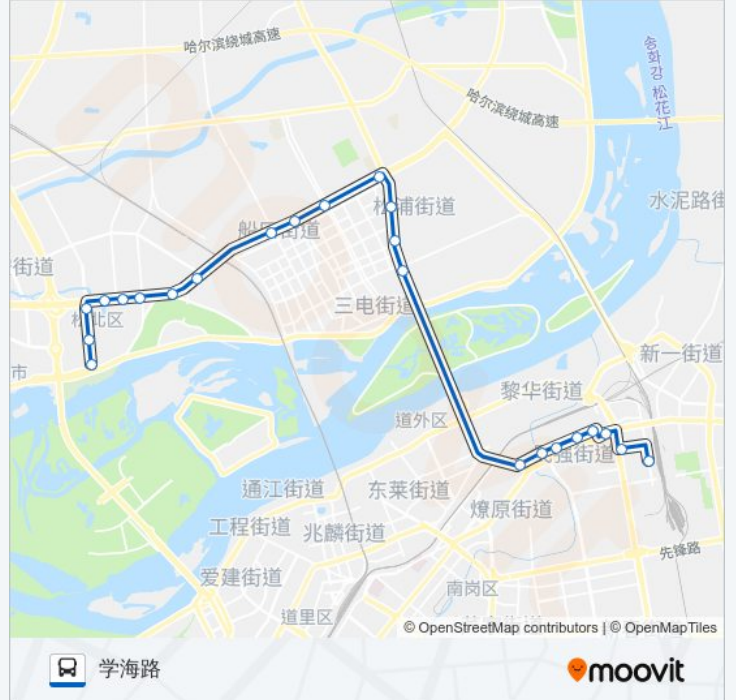 哈尔滨绕城高速
송화강 松花江
哈尔滨绕城高速
水泥路街
松浦街道
船口街道
街道
三电街道
松北区
新一街道
市
黎华街道
道外区
民强街道
通江街道
东莱街道
燎原街道
工程街道
兆麟街道
先锋路
爱建街道
南岗区
道里区
© OpenStreetMap contributors | © OpenMapTiles
学海路
moovit